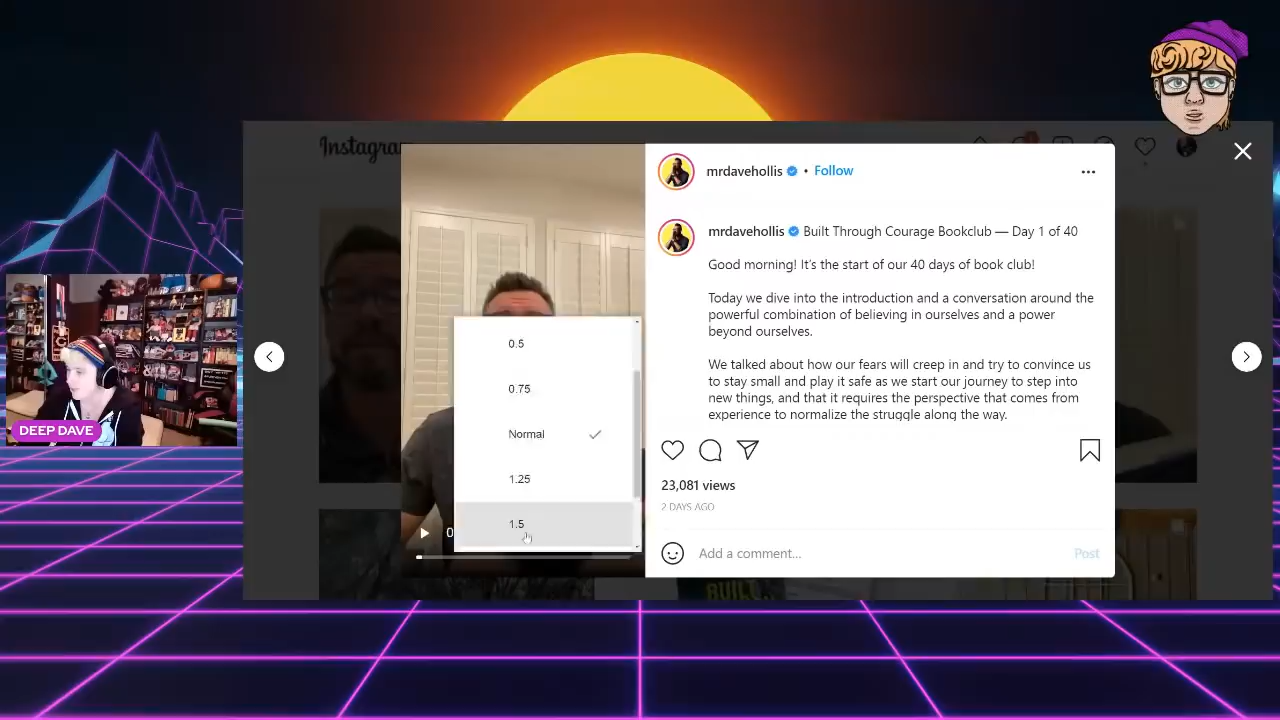 Instagram
mrdavehollis • Follow
mrdavehollis Built Through Courage Bookclub — Day 1 of 40
Good morning! It's the start of our 40 days of book club!
Today we dive into the introduction and a conversation around the
powerful combination of believing in ourselves and a power
beyond ourselves.
We talked about how our fears will creep in and try to convince us
to stay small and play it safe as we start our journey to step into
new things, and that it requires the perspective that comes from
experience to normalize the struggle along the way.
0.5
0.75
Normal
1.25
1.5
0
23,081 views
2 DAYS AGO
Add a comment...
Post
DEEP DAVE
BUILT